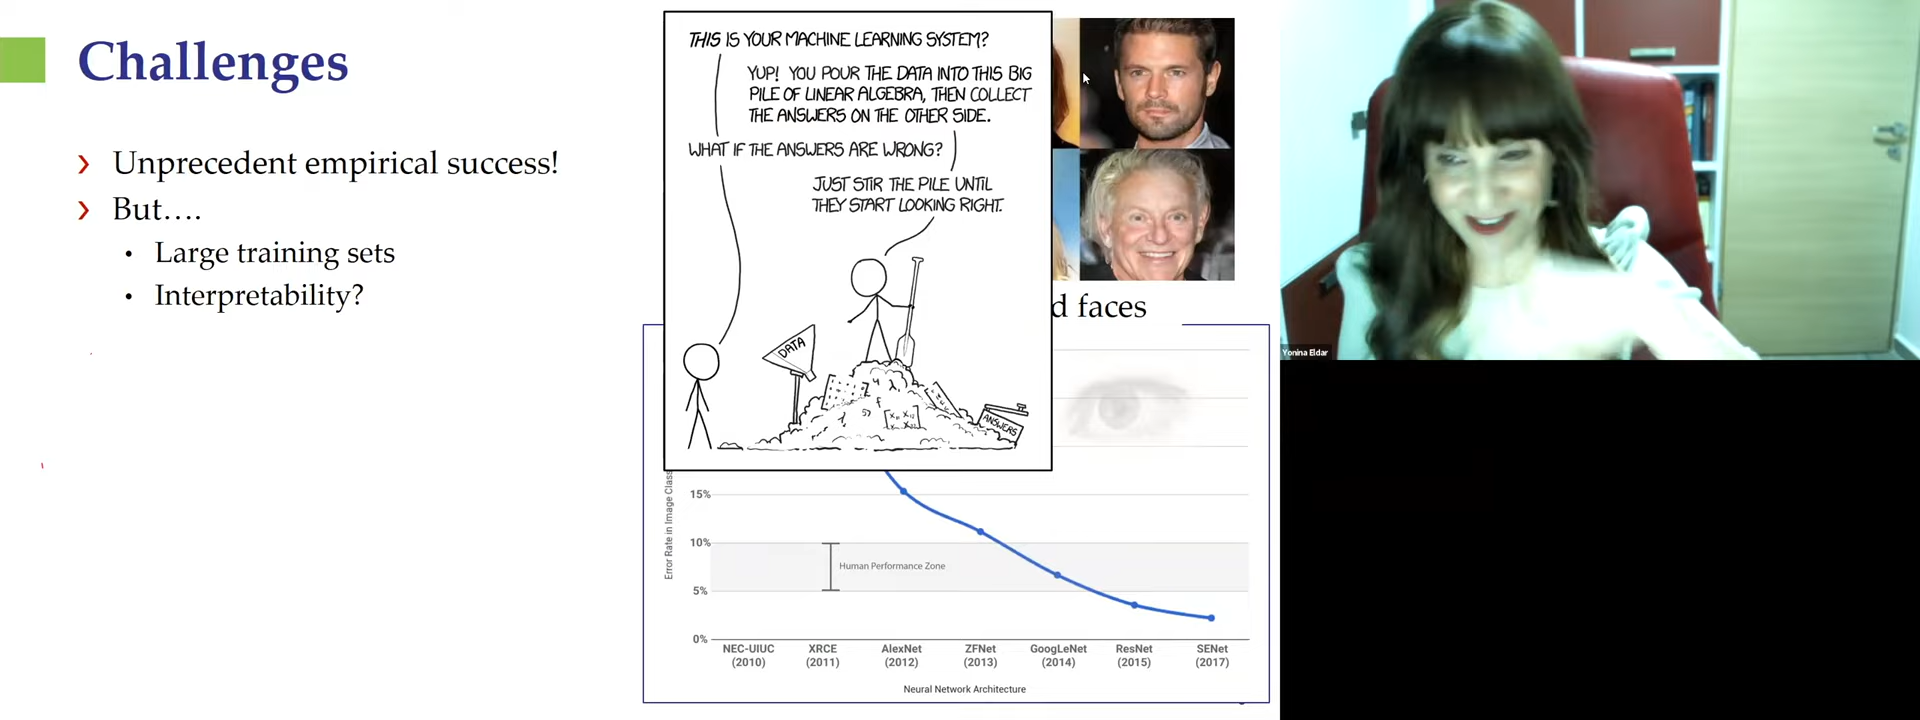 Challenges
Unprecedent empirical success!
But....
Large training sets
Interpretability?
THIS IS YOUR MACHINE LEARNING SYSTEM?
YUP! YOU POUR THE DATA INTO THIS BIG
PILE OF LINEAR ALGEBRA, THEN COLLECT
THE ANSWERS ON THE OTHER SIDE.
WHAT IF THE ANSWERS ARE WRONG?
JUST STIR THE PILE UNTIL
THEY START LOOKING RIGHT.
DATA
ANSWERS
d faces
Error Rate in Image Clas
15%
10%
5%
0%
Human Performance Zone
NEC-UIUC
(2010)
XRCE
(2011)
AlexNet
(2012)
ZFNet
(2013)
GoogLeNet
(2014)
ResNet
(2015)
SENet
(2017)
Neural Network Architecture
Yonina Eldar